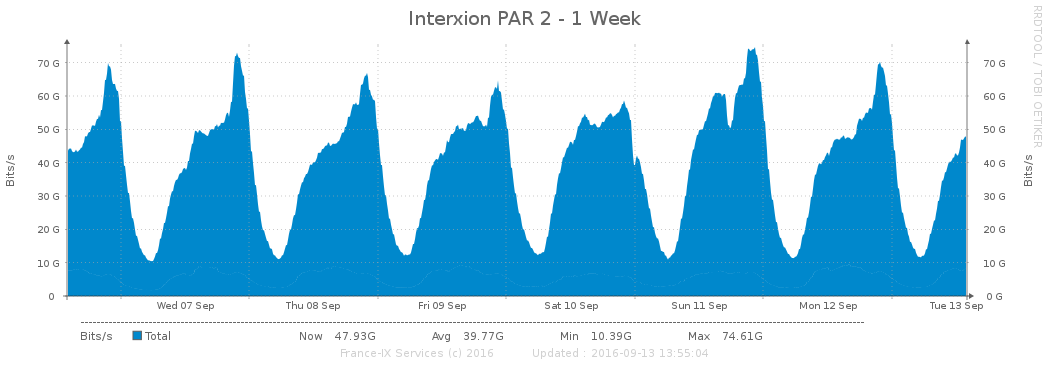 Interxion PAR 2 - 1 Week
RRDTOOL / TOBI OETIKER
Bits/s
70 G
60 G
50 G
40 G
30 G
20 G
10 G
0
70 G
60 G
50 G
40 G
30 G
20 G
10 G
0 G
Bits/s
Wed 07 Sep Thu 08 Sep Fri 09 Sep Sat 10 Sep Sun 11 Sep Mon 12 Sep Tue 13 Sep
Bits/s Total Now 47.93G Avg 39.77G Min 10.39G Max 74.61G
France-IX Services (c) 2016 Updated : 2016-09-13 13:55:04